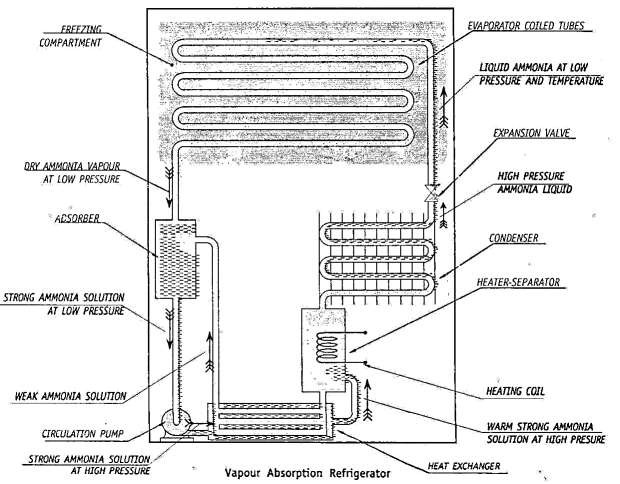 FREEZING
COMPARTMENT
EVAPORATOR COILED TUBES
LIQUID AMMONIA AT LOW
PRESSURE AND TEMPERATURE
EXPANSION VALVE
DRY AMMONIA VAPOUR
AT LOW PRESSURE
HIGH PRESSURE
AMMONIA LIQUID
ADSORBER
CONDENSER
HEATER-SEPARATOR
STRONG AMMONIA SOLUTION
AT LOW PRESSURE
WEAK AMMONIA SOLUTION
HEATING COIL
WARM STRONG AMMONIA
SOLUTION AT HIGH PRESURE
CIRCULATION PUMP
STRONG AMMONIA SOLUTION
AT HIGH PRESSURE
HEAT EXCHANGER
Vapour Absorption Refrigerator